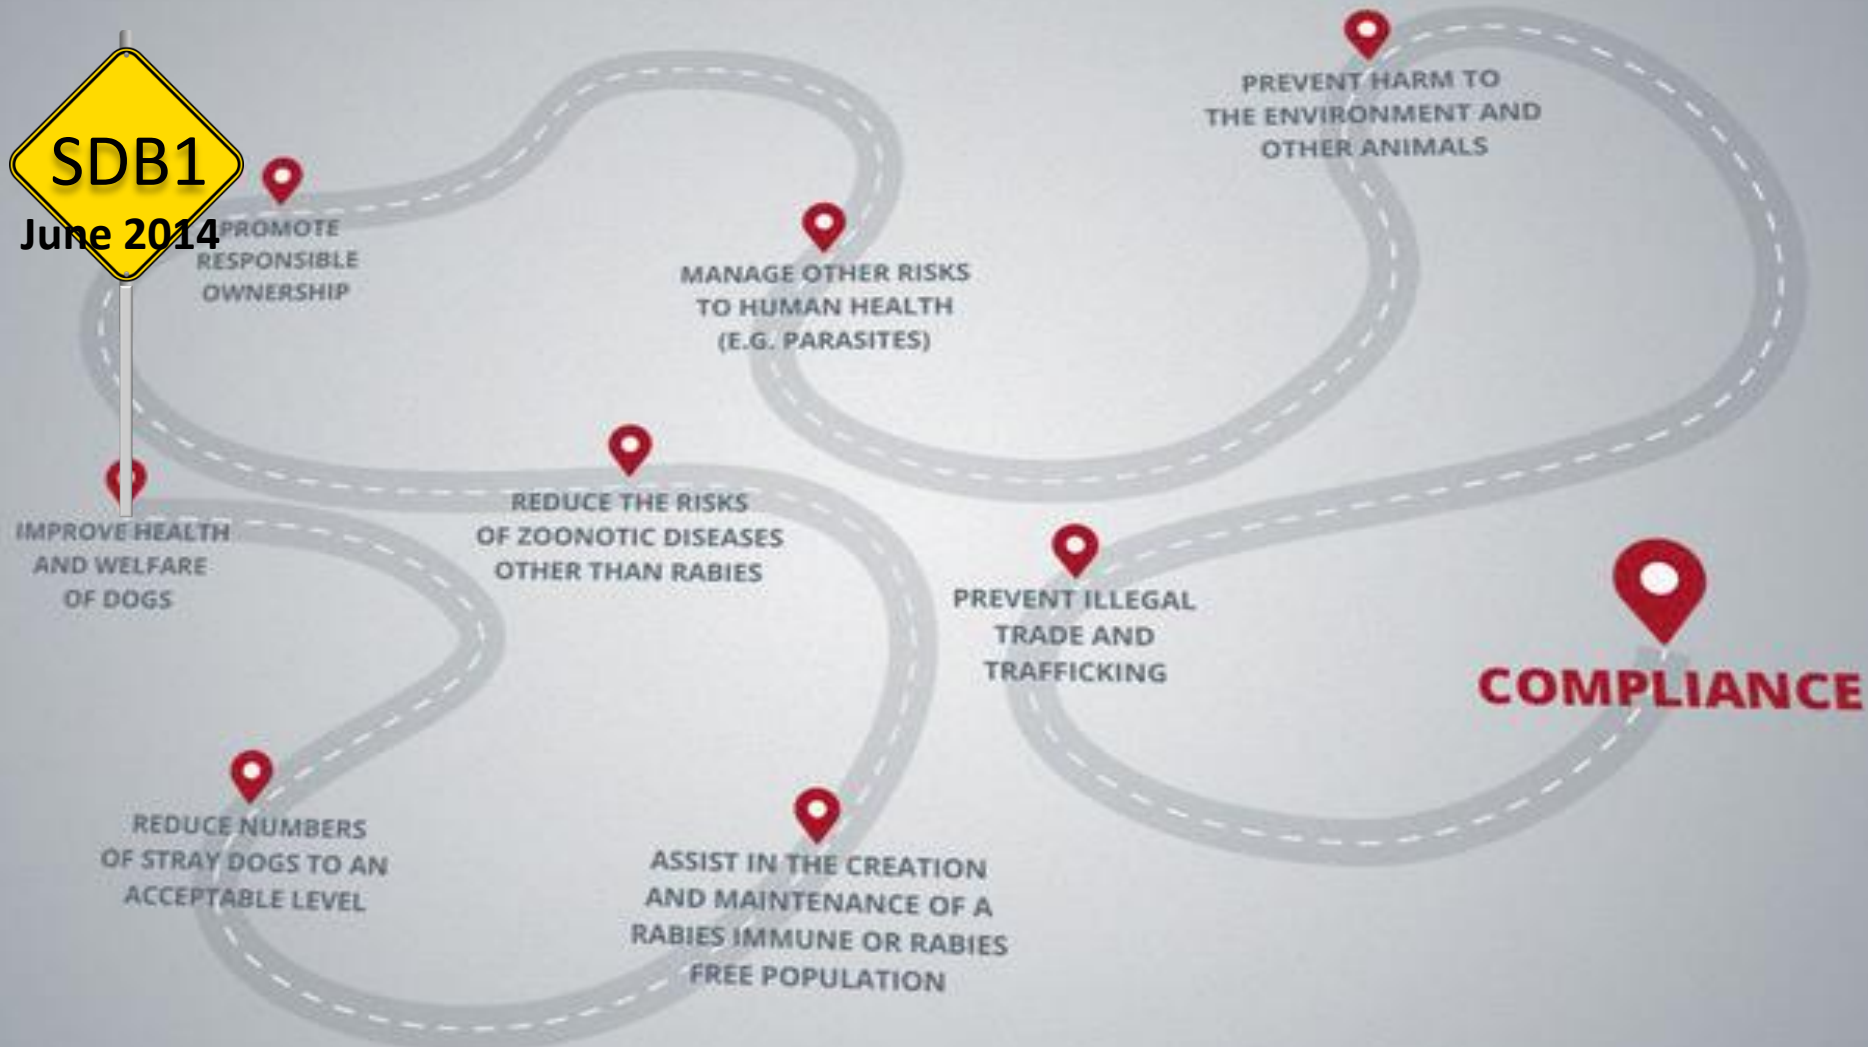 SDB1
June 2014
PROMOTE
RESPONSIBLE
OWNERSHIP
MANAGE OTHER RISKS
TO HUMAN HEALTH
(E.G. PARASITES)
PREVENT HARM TO
THE ENVIRONMENT AND
OTHER ANIMALS
IMPROVE HEALTH
AND WELFARE
OF DOGS
REDUCE THE RISKS
OF ZOONOTIC DISEASES
OTHER THAN RABIES
PREVENT ILLEGAL
TRADE AND
TRAFFICKING
COMPLIANCE
REDUCE NUMBERS
OF STRAY DOGS TO AN
ACCEPTABLE LEVEL
ASSIST IN THE CREATION
AND MAINTENANCE OF A
RABIES IMMUNE OR RABIES
FREE POPULATION